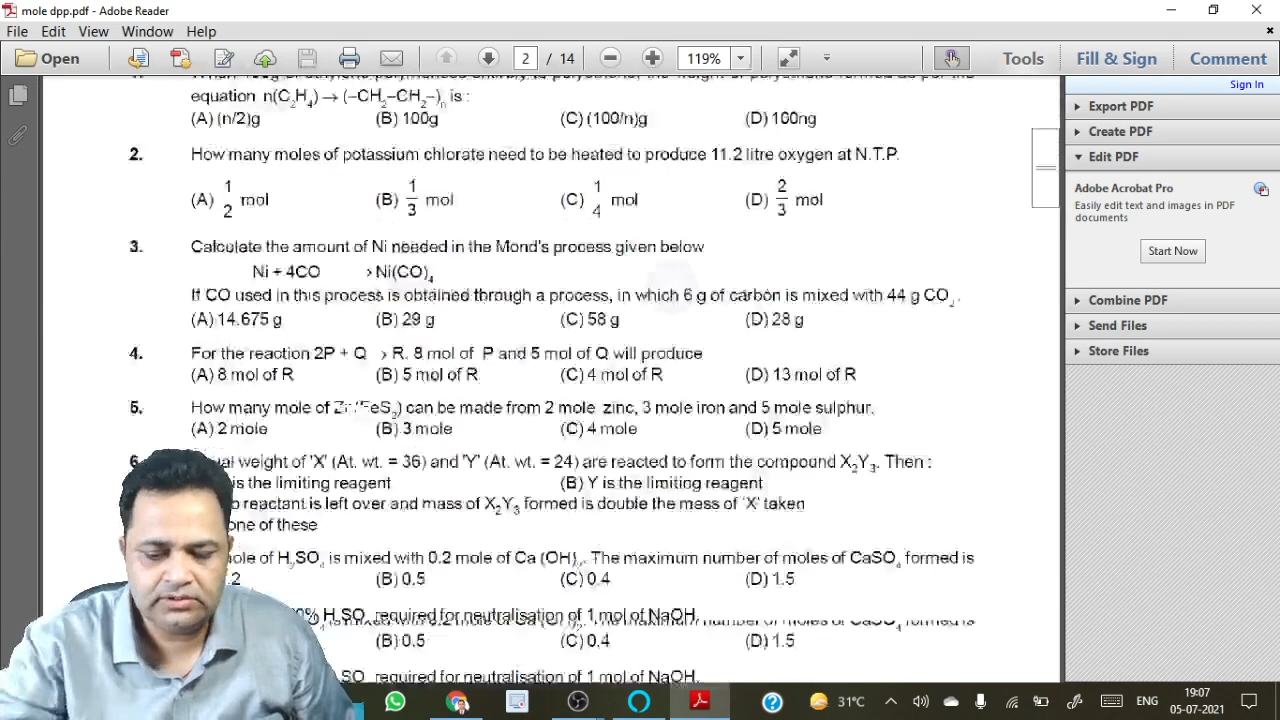 mole dpp.pdf - Adobe Reader
File Edit View Window Help
Open 2 / 14 119% Tools Fill & Sign Comment
Sign In
Export PDF
Create PDF
Edit PDF
Adobe Acrobat Pro
Easily edit text and images in PDF
documents
Start Now
Combine PDF
Send Files
Store Files
equation n(C₂H₄) → (–CH₂–CH₂–)ₙ is :
(A) (n/2)g (B) 100g (C) (100/n)g (D) 100ng
2. How many moles of potassium chlorate need to be heated to produce 11.2 litre oxygen at N.T.P.
(A) 1/2 mol (B) 1/3 mol (C) 1/4 mol (D) 2/3 mol
3. Calculate the amount of Ni needed in the Mond's process given below
Ni + 4CO → Ni(CO)₄
If CO used in this process is obtained through a process, in which 6 g of carbon is mixed with 44 g CO₂.
(A) 14.675 g (B) 29 g (C) 58 g (D) 28 g
4. For the reaction 2P + Q → R, 8 mol of P and 5 mol of Q will produce
(A) 8 mol of R (B) 5 mol of R (C) 4 mol of R (D) 13 mol of R
5. How many mole of (FeS₂) can be made from 2 mole zinc, 3 mole iron and 5 mole sulphur.
(A) 2 mole (B) 3 mole (C) 4 mole (D) 5 mole
6. weight of 'X' (At. wt. = 36) and 'Y' (At. wt. = 24) are reacted to form the compound X₂Y₃. Then :
is the limiting reagent (B) Y is the limiting reagent
reactant is left over and mass of X₂Y₃ formed is double the mass of 'X' taken
of these
mole of H₂SO₄ is mixed with 0.2 mole of Ca (OH)₂. The maximum number of moles of CaSO₄ formed is
(B) 0.5 (C) 0.4 (D) 1.5
H₂SO₄ required for neutralisation of 1 mol of NaOH.
(B) 0.5 (C) 0.4 (D) 1.5
required for neutralisation of 1 mol of NaOH.
31°C ENG 19:07
05-07-2021